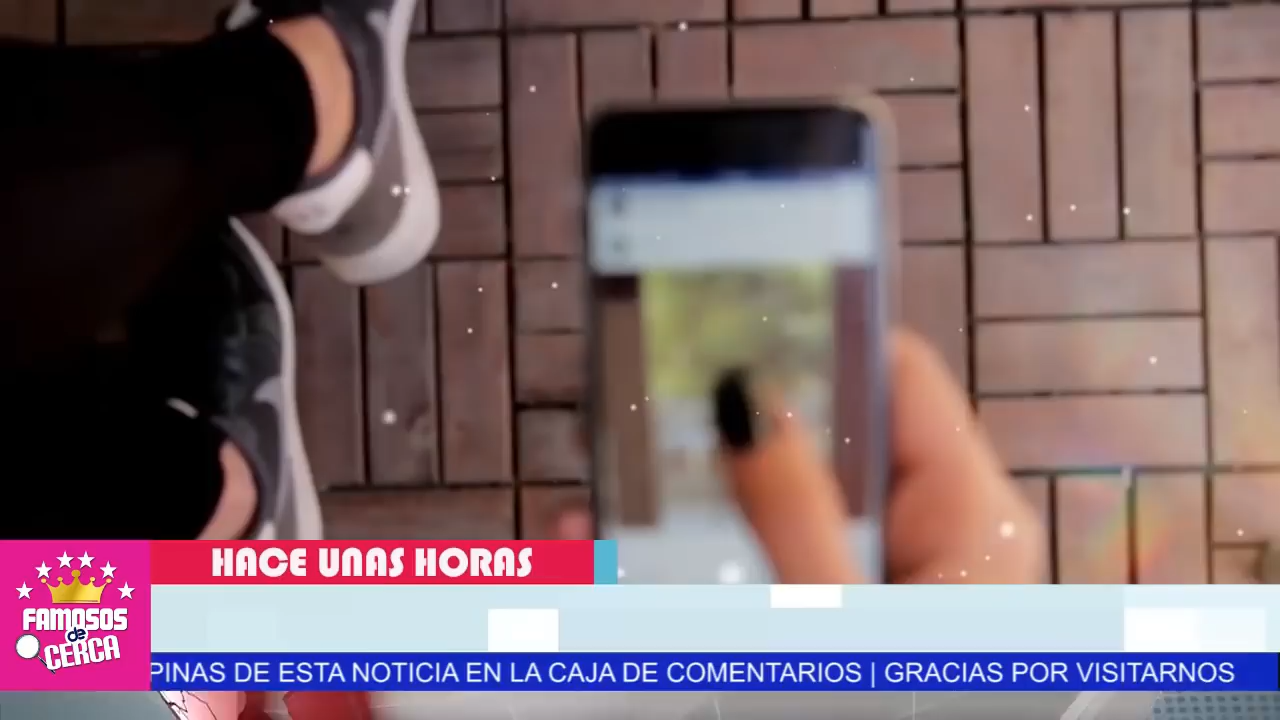 HACE UNAS HORAS
FAMOSOS
de
CERCA
PINAS DE ESTA NOTICIA EN LA CAJA DE COMENTARIOS | GRACIAS POR VISITARNOS